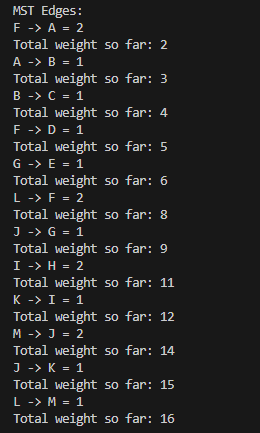 MST Edges:
F -> A = 2
Total weight so far: 2
A -> B = 1
Total weight so far: 3
B -> C = 1
Total weight so far: 4
F -> D = 1
Total weight so far: 5
G -> E = 1
Total weight so far: 6
L -> F = 2
Total weight so far: 8
J -> G = 1
Total weight so far: 9
I -> H = 2
Total weight so far: 11
K -> I = 1
Total weight so far: 12
M -> J = 2
Total weight so far: 14
J -> K = 1
Total weight so far: 15
L -> M = 1
Total weight so far: 16